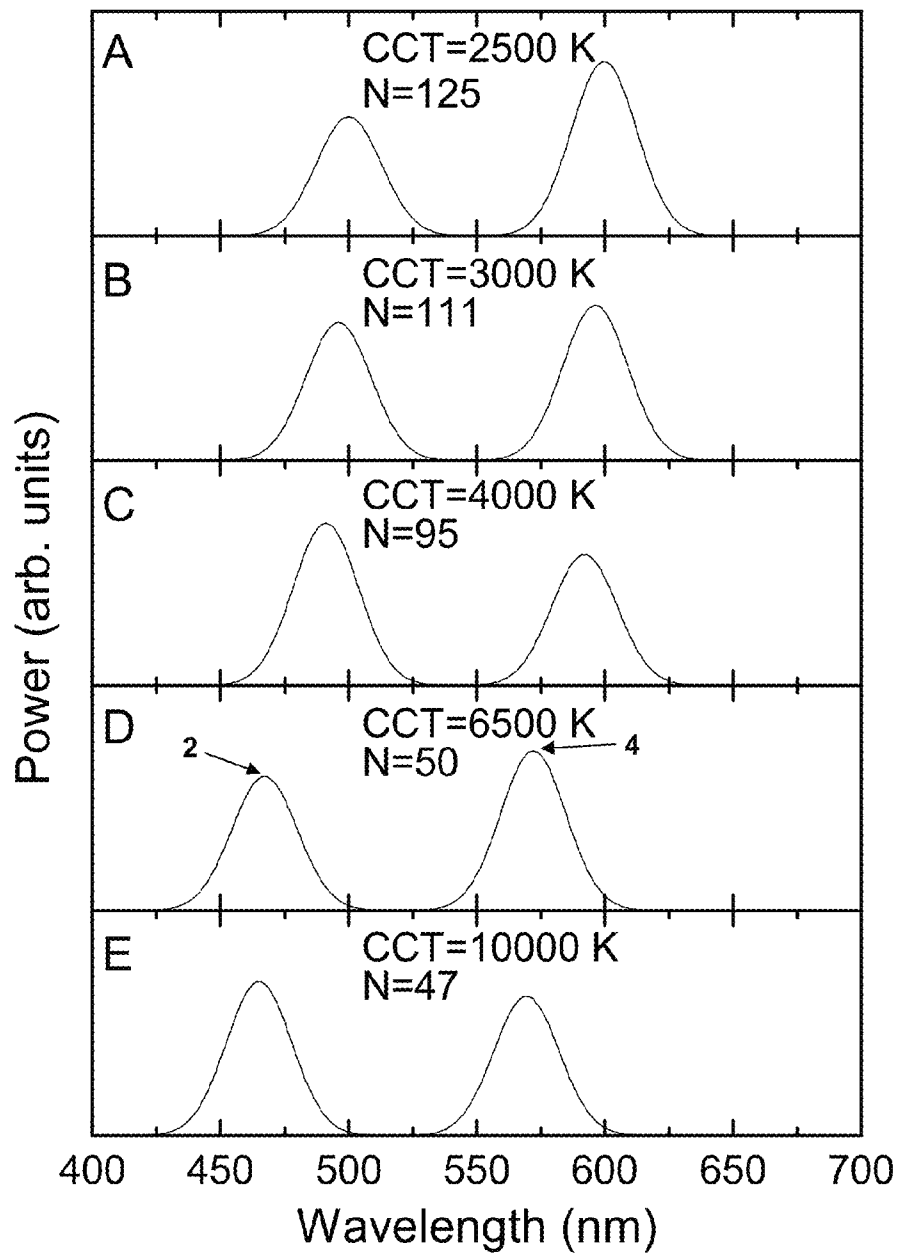 A
CCT=2500 K
N=125
B
CCT=3000 K
N=111
C
CCT=4000 K
N=95
D
CCT=6500 K
N=50
2
4
E
CCT=10000 K
N=47
Power (arb. units)
400 450 500 550 600 650 700
Wavelength (nm)